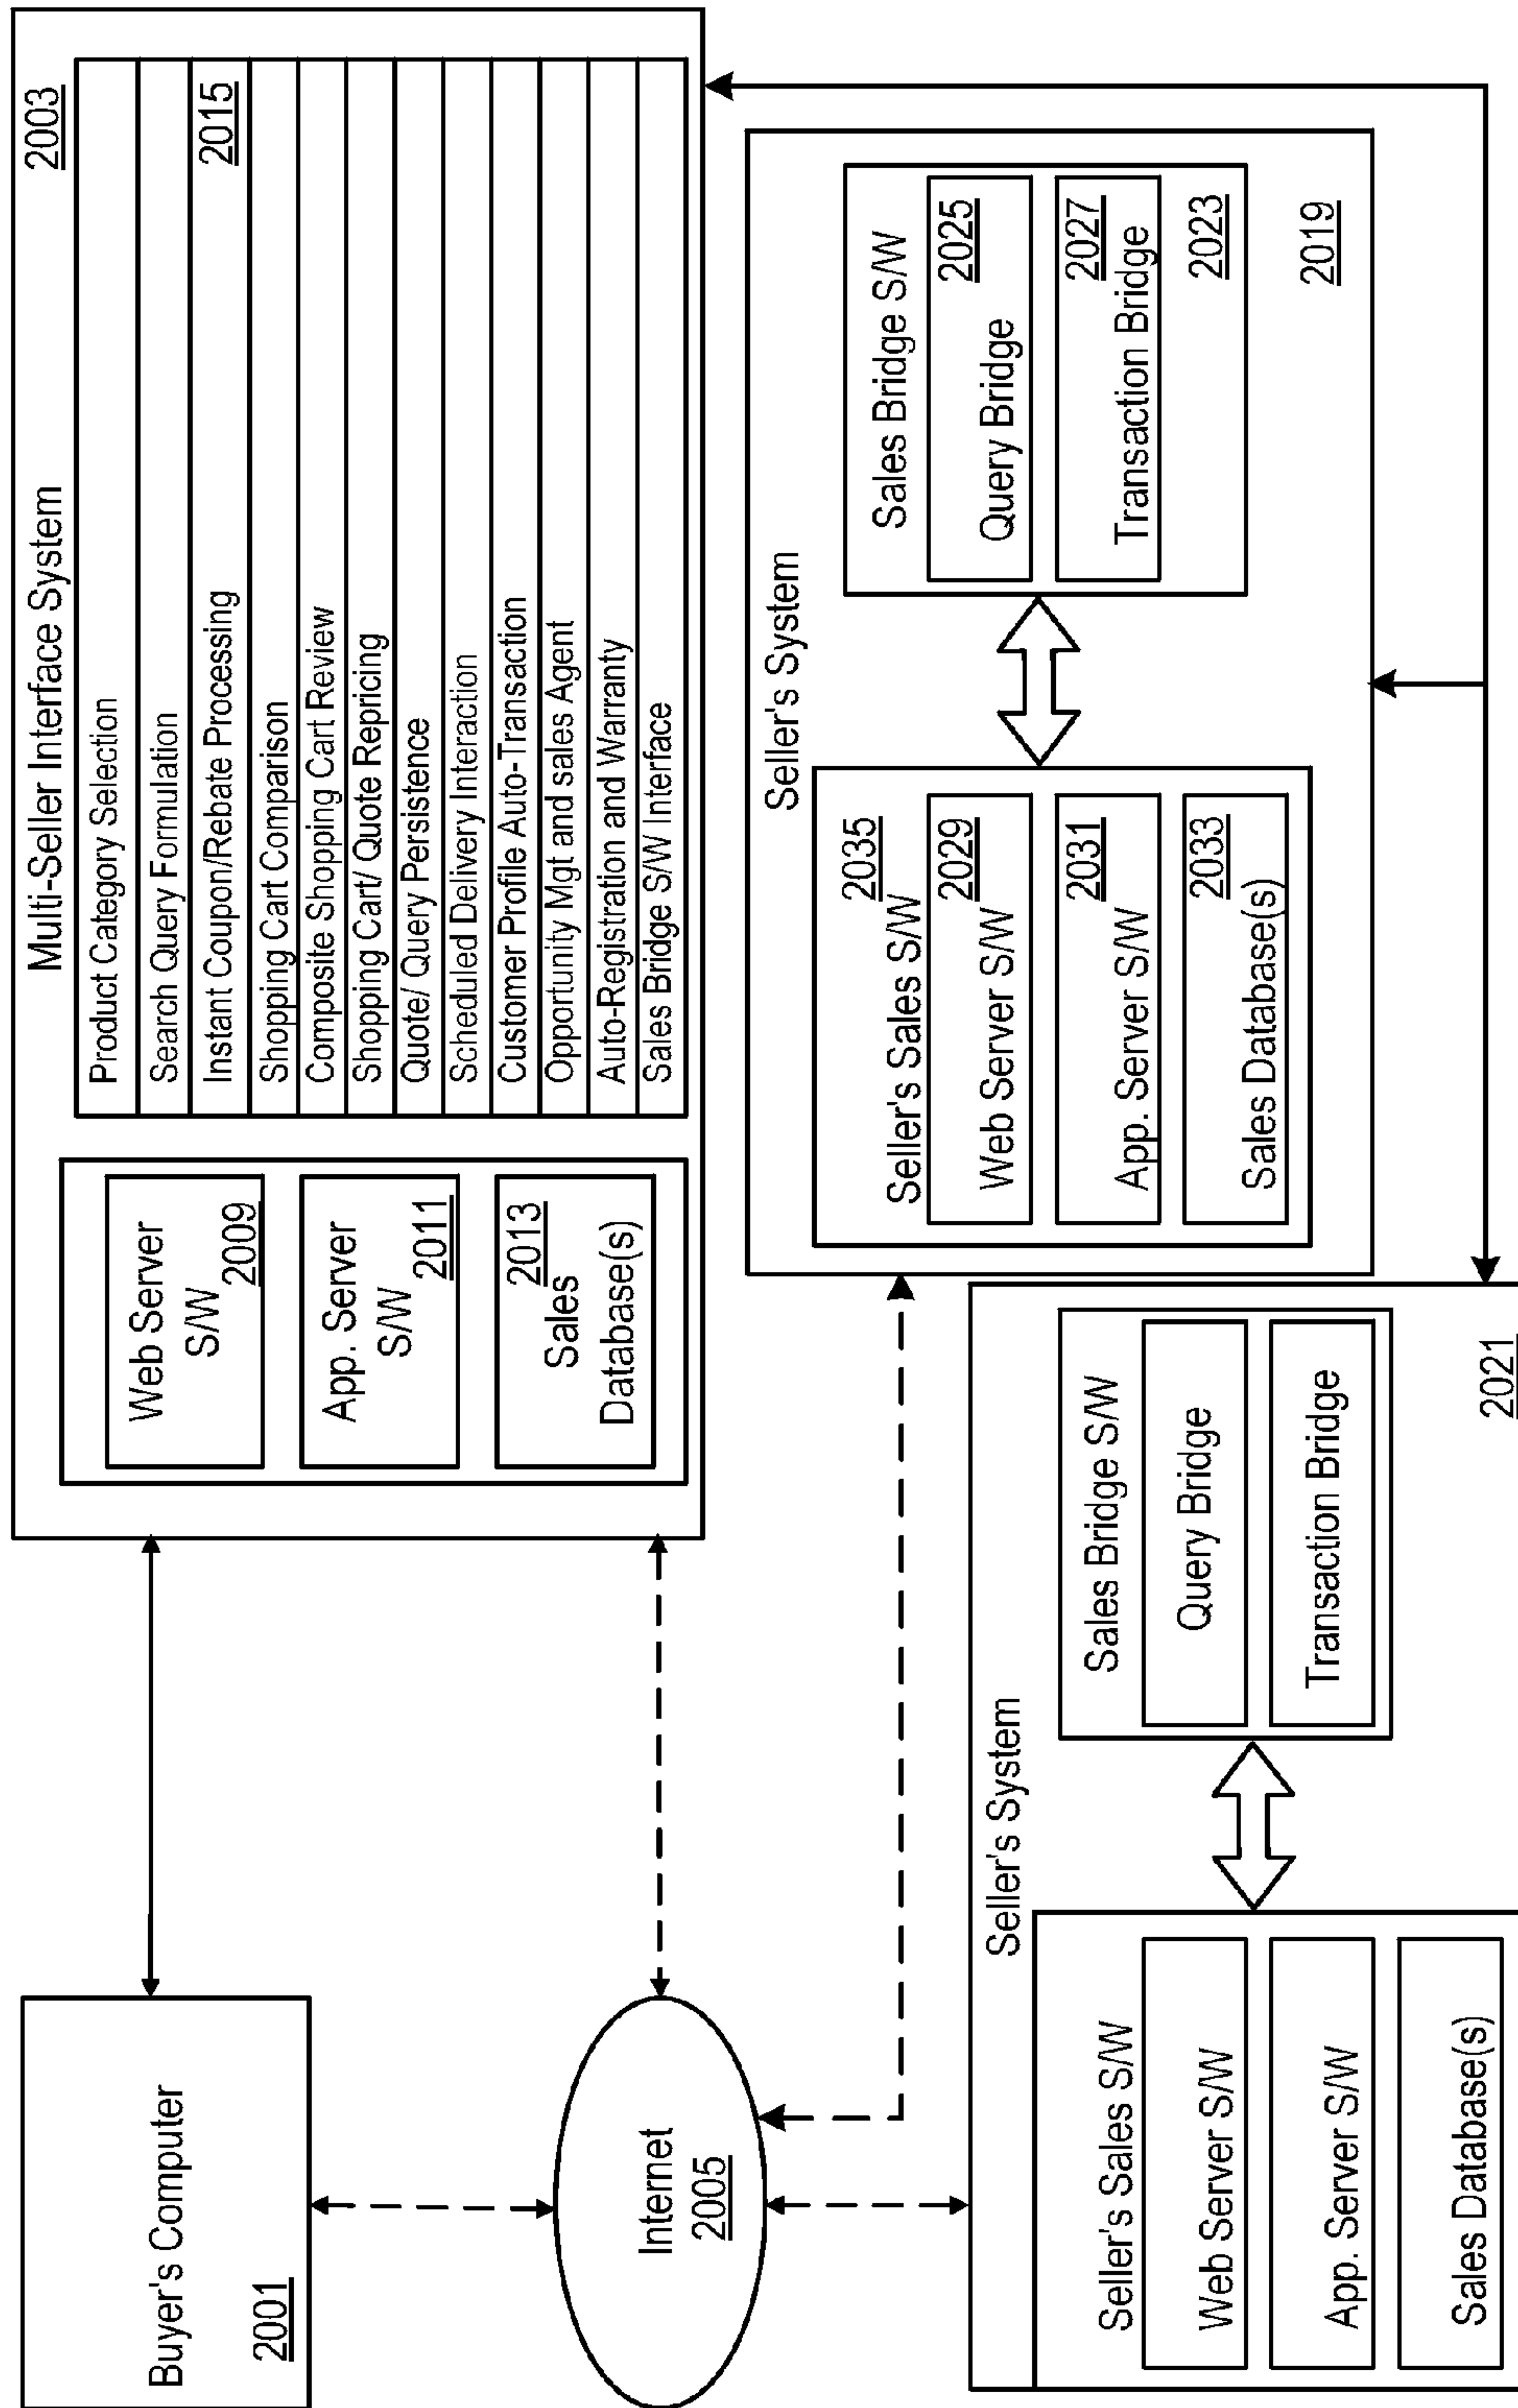 Buyer's Computer
2001
Internet
2005
Multi-Seller Interface System
2003
Web Server
S/W
2009
App. Server
S/W
2011
2013
Sales
Database(s)
Product Category Selection
Search Query Formulation
Instant Coupon/Rebate Processing
2015
Shopping Cart Comparison
Composite Shopping Cart Review
Shopping Cart/ Quote Repricing
Quote/ Query Persistence
Scheduled Delivery Interaction
Customer Profile Auto-Transaction
Opportunity Mgt and sales Agent
Auto-Registration and Warranty
Sales Bridge S/W Interface
Seller's System
Seller's Sales S/W
2035
Web Server S/W
2029
App. Server S/W
2031
Sales Database(s)
2033
Sales Bridge S/W
2025
Query Bridge
2027
Transaction Bridge
2023
2019
Seller's System
Seller's Sales S/W
Web Server S/W
App. Server S/W
Sales Database(s)
Sales Bridge S/W
Query Bridge
Transaction Bridge
2021